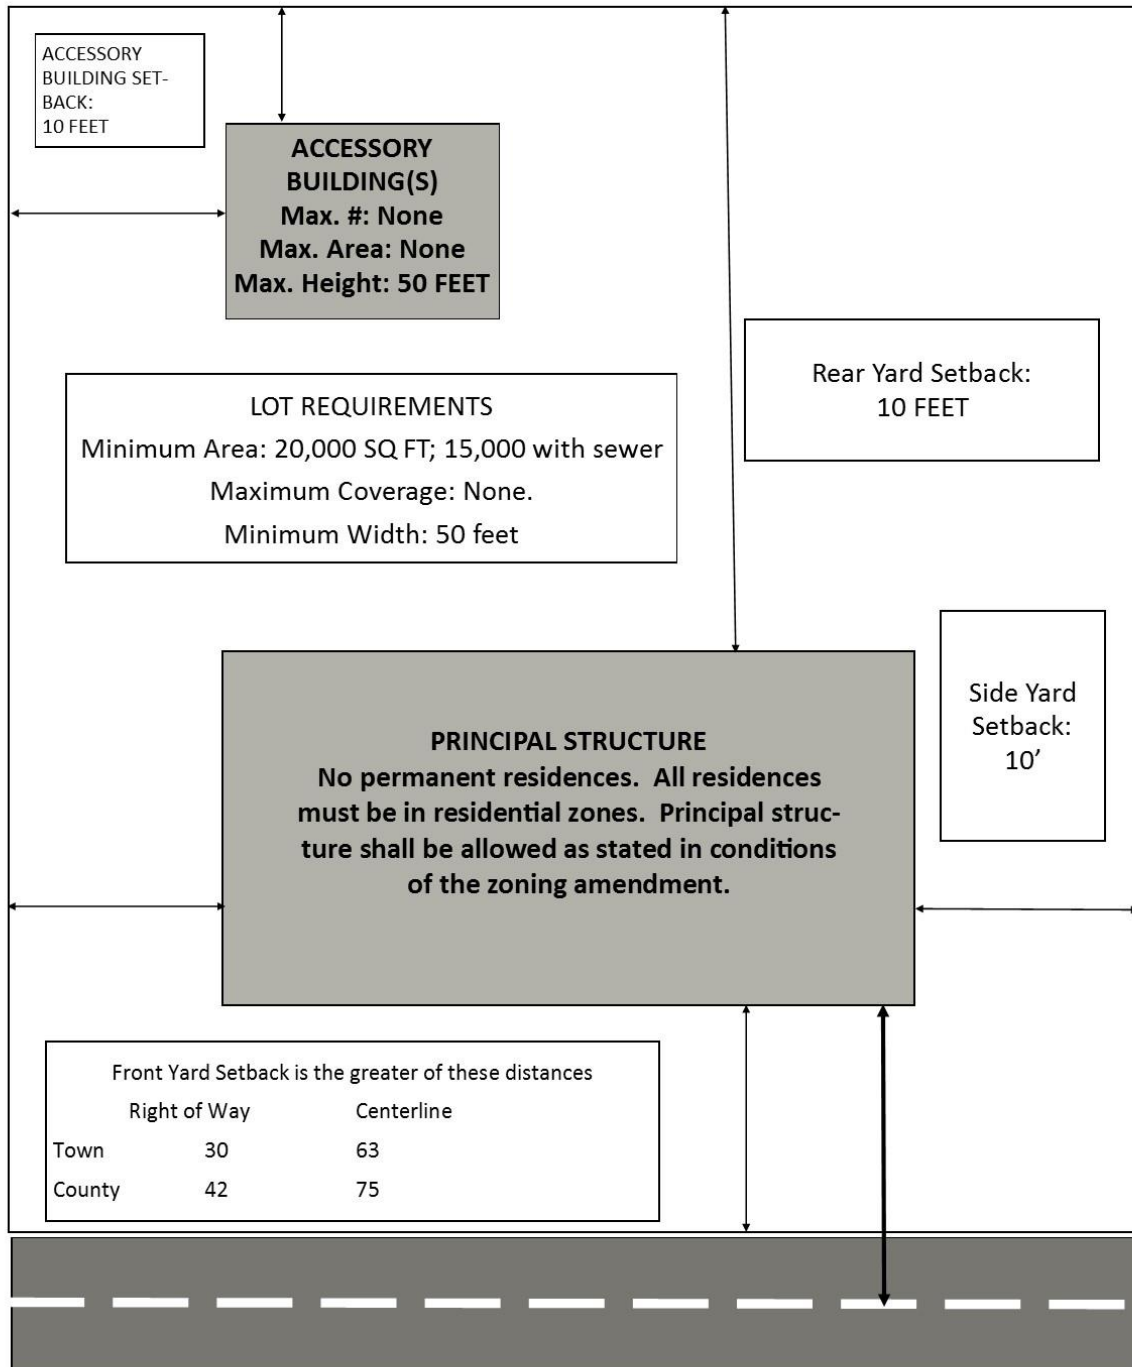 ACCESSORY
BUILDING SET-
BACK:
10 FEET
ACCESSORY
BUILDING(S)
Max. #: None
Max. Area: None
Max. Height: 50 FEET
Rear Yard Setback:
10 FEET
LOT REQUIREMENTS
Minimum Area: 20,000 SQ FT; 15,000 with sewer
Maximum Coverage: None.
Minimum Width: 50 feet
Side Yard
Setback:
10’
PRINCIPAL STRUCTURE
No permanent residences.  All residences
must be in residential zones.  Principal struc-
ture shall be allowed as stated in conditions
of the zoning amendment.
Front Yard Setback is the greater of these distances
Right of Way Centerline
Town 30 63
County 42 75